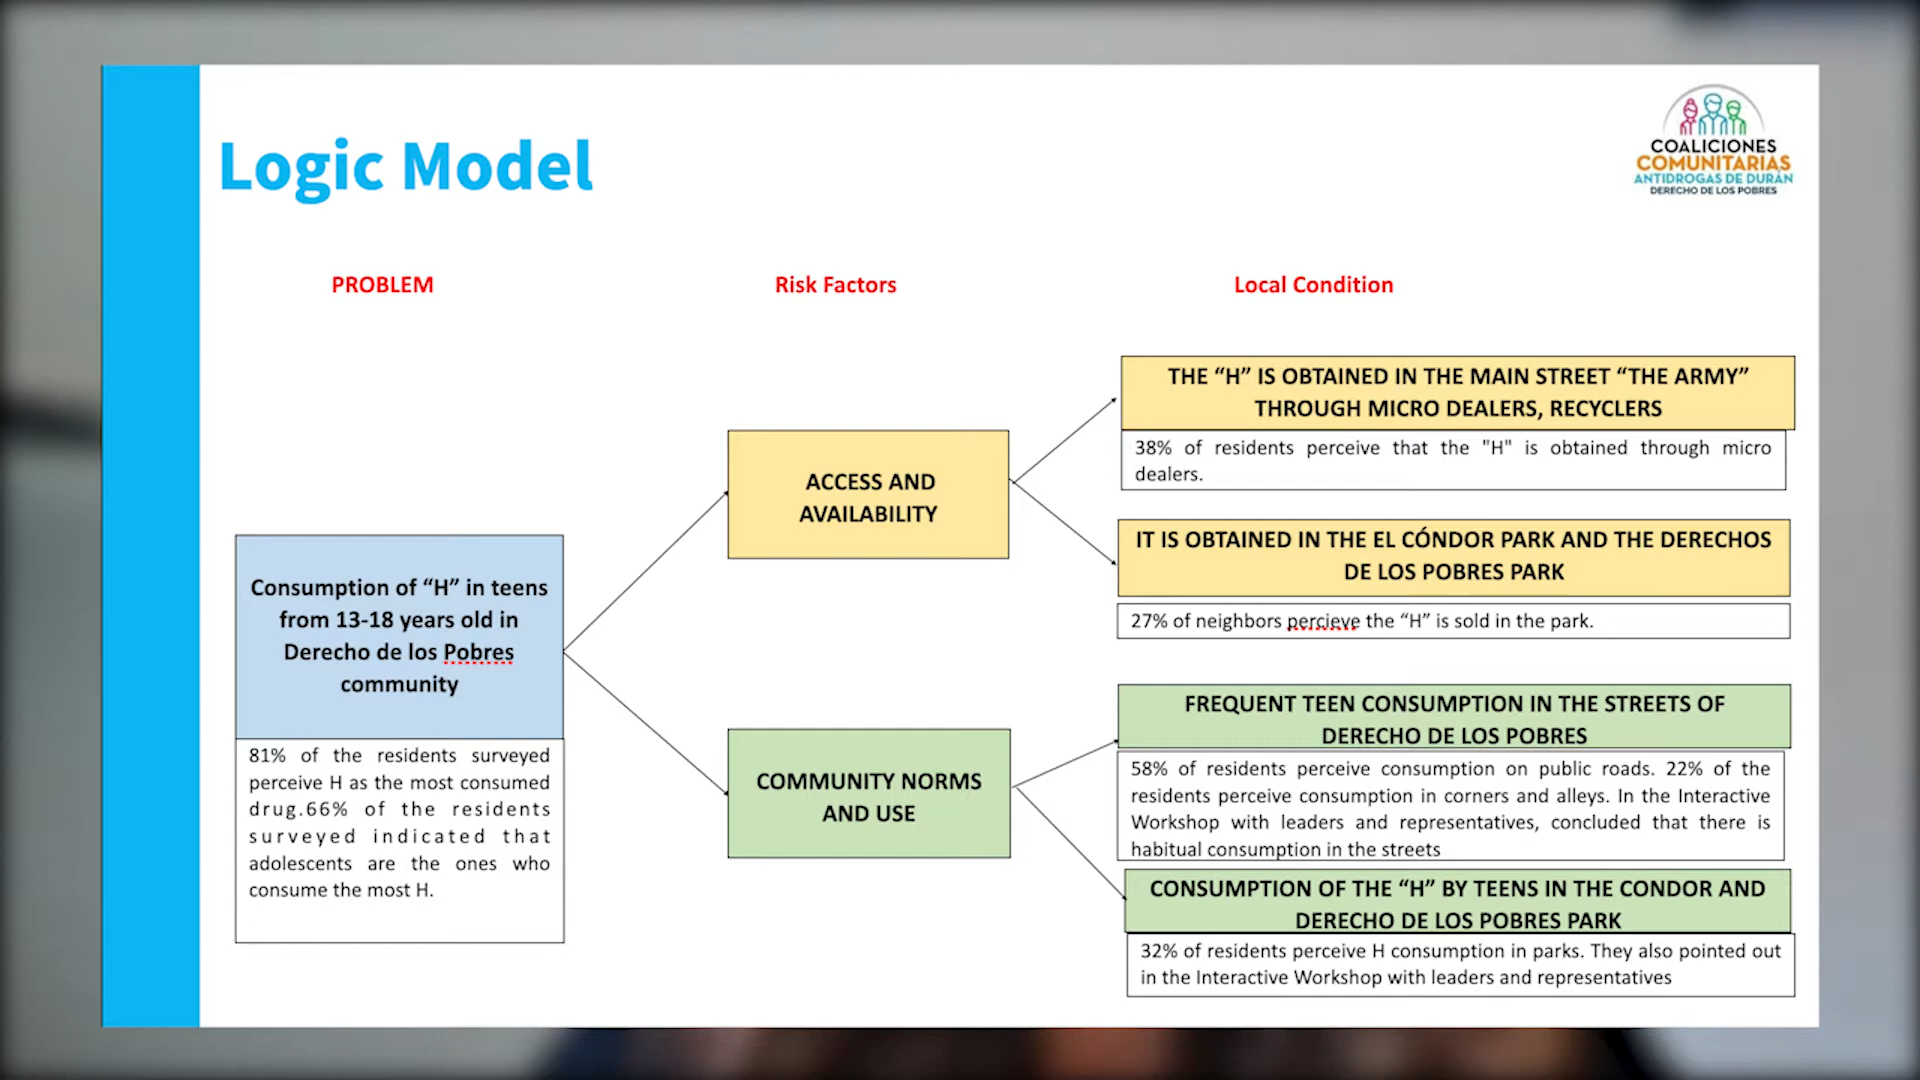 Logic Model
COALICIONES
COMUNITARIAS
ANTIDROGAS DE DURÁN
DERECHO DE LOS POBRES
PROBLEM
Risk Factors
Local Condition
Consumption of “H” in teens
from 13-18 years old in
Derecho de los Pobres
community
81% of the residents surveyed
perceive H as the most consumed
drug.66% of the residents
surveyed indicated that
adolescents are the ones who
consume the most H.
ACCESS AND
AVAILABILITY
COMMUNITY NORMS
AND USE
THE “H” IS OBTAINED IN THE MAIN STREET “THE ARMY”
THROUGH MICRO DEALERS, RECYCLERS
38% of residents perceive that the "H" is obtained through micro
dealers.
IT IS OBTAINED IN THE EL CÓNDOR PARK AND THE DERECHOS
DE LOS POBRES PARK
27% of neighbors percieve the “H” is sold in the park.
FREQUENT TEEN CONSUMPTION IN THE STREETS OF
DERECHO DE LOS POBRES
58% of residents perceive consumption on public roads. 22% of the
residents perceive consumption in corners and alleys. In the Interactive
Workshop with leaders and representatives, concluded that there is
habitual consumption in the streets
CONSUMPTION OF THE “H” BY TEENS IN THE CONDOR AND
DERECHO DE LOS POBRES PARK
32% of residents perceive H consumption in parks. They also pointed out
in the Interactive Workshop with leaders and representatives